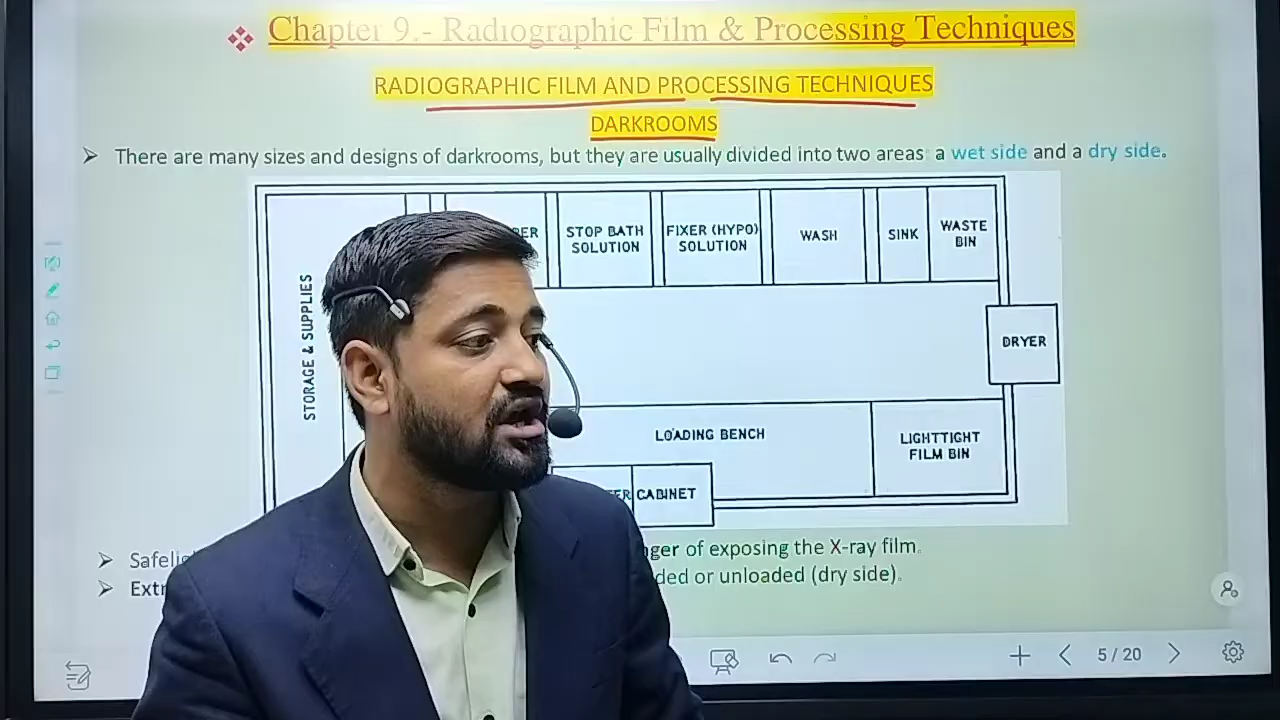 Chapter 9.- Radiographic Film & Processing Techniques
RADIOGRAPHIC FILM AND PROCESSING TECHNIQUES
DARKROOMS
There are many sizes and designs of darkrooms, but they are usually divided into two areas: a wet side and a dry side.
STOP BATH
SOLUTION
FIXER (HYPO)
SOLUTION
WASH
SINK
WASTE
BIN
STORAGE & SUPPLIES
DRYER
LOADING BENCH
LIGHTTIGHT
FILM BIN
CABINET
of exposing the X-ray film.
or unloaded (dry side).
5/20